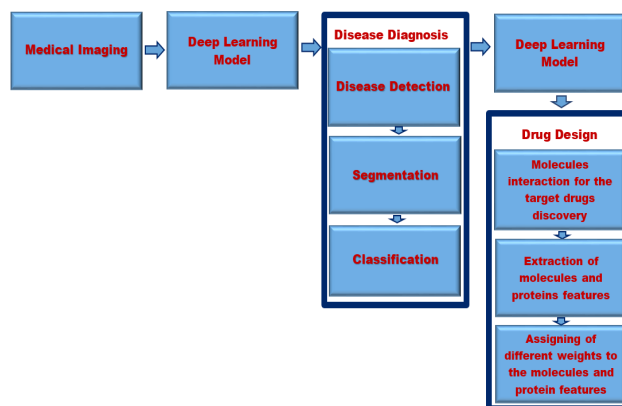 Medical Imaging
Deep Learning
Model
Disease Diagnosis
Disease Detection
Segmentation
Classification
Deep Learning
Model
Drug Design
Molecules
interaction for the
target drugs
discovery
Extraction of
molecules and
proteins features
Assigning of
different weights to
the molecules and
protein features